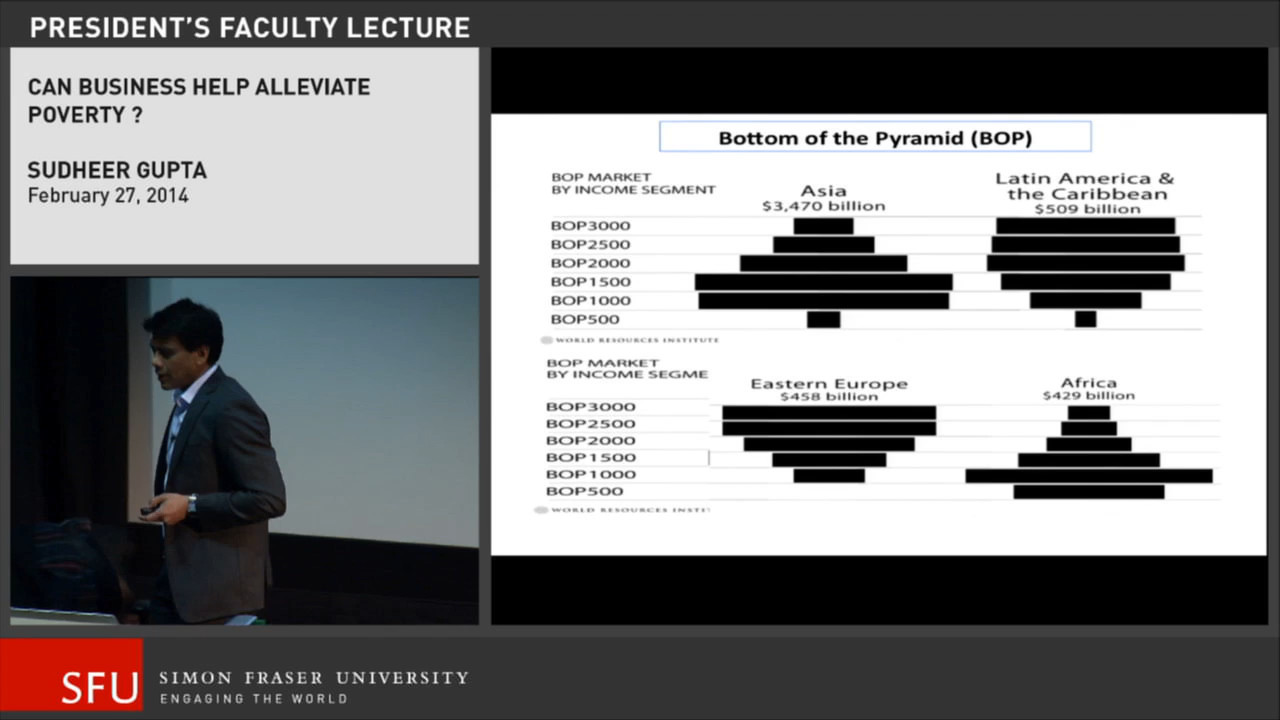 PRESIDENT'S FACULTY LECTURE
CAN BUSINESS HELP ALLEVIATE
POVERTY ?
SUDHEER GUPTA
February 27, 2014
Bottom of the Pyramid (BOP)
BOP MARKET
BY INCOME SEGMENT
Asia
$3,470 billion
Latin America &
the Caribbean
$509 billion
BOP3000
BOP2500
BOP2000
BOP1500
BOP1000
BOP500
WORLD RESOURCES INSTITUTE
BOP MARKET
BY INCOME SEGME
Eastern Europe
$458 billion
Africa
$429 billion
BOP3000
BOP2500
BOP2000
BOP1500
BOP1000
BOP500
WORLD RESOURCES INSTI
SFU
SIMON FRASER UNIVERSITY
ENGAGING THE WORLD